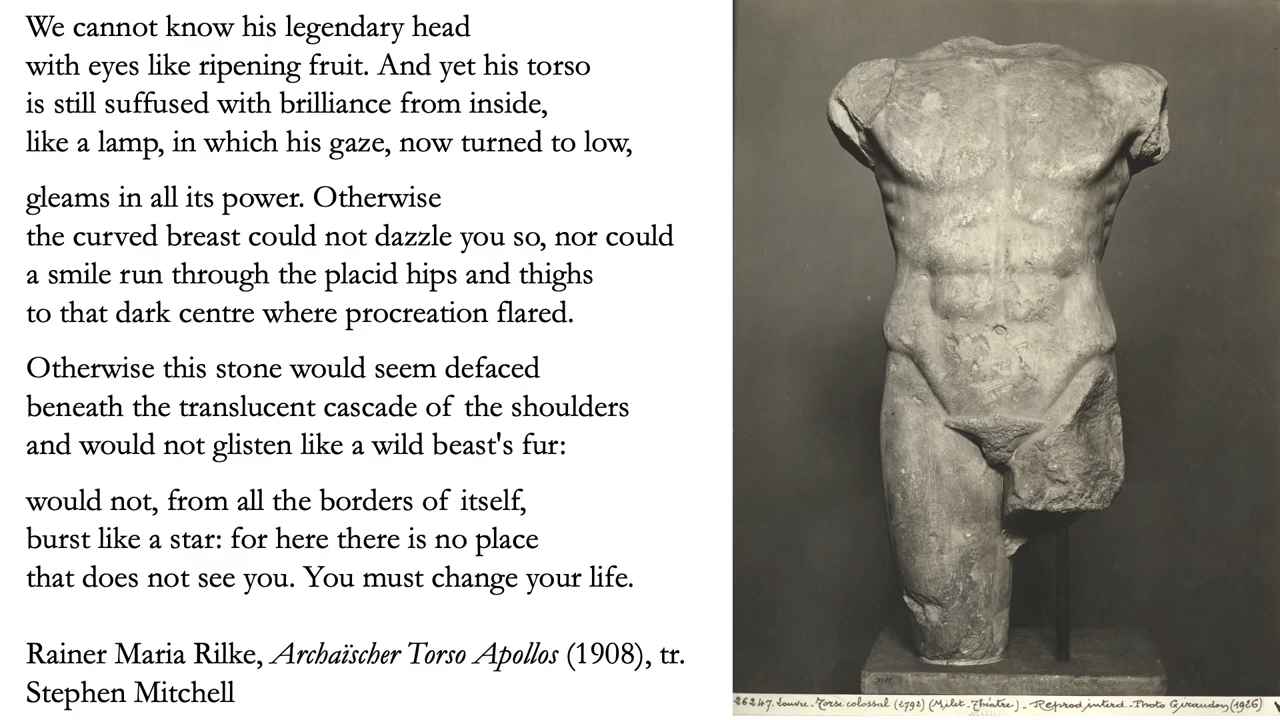 We cannot know his legendary head
with eyes like ripening fruit. And yet his torso
is still suffused with brilliance from inside,
like a lamp, in which his gaze, now turned to low,
gleams in all its power. Otherwise
the curved breast could not dazzle you so, nor could
a smile run through the placid hips and thighs
to that dark centre where procreation flared.
Otherwise this stone would seem defaced
beneath the translucent cascade of the shoulders
and would not glisten like a wild beast's fur:
would not, from all the borders of itself,
burst like a star: for here there is no place
that does not see you. You must change your life.
Rainer Maria Rilke, Archaïscher Torso Apollos (1908), tr.
Stephen Mitchell
26247. Louvre. Torse colossal (2792) (Milet. Théatre). Reprod. interd. Photo Giraudon (1926)